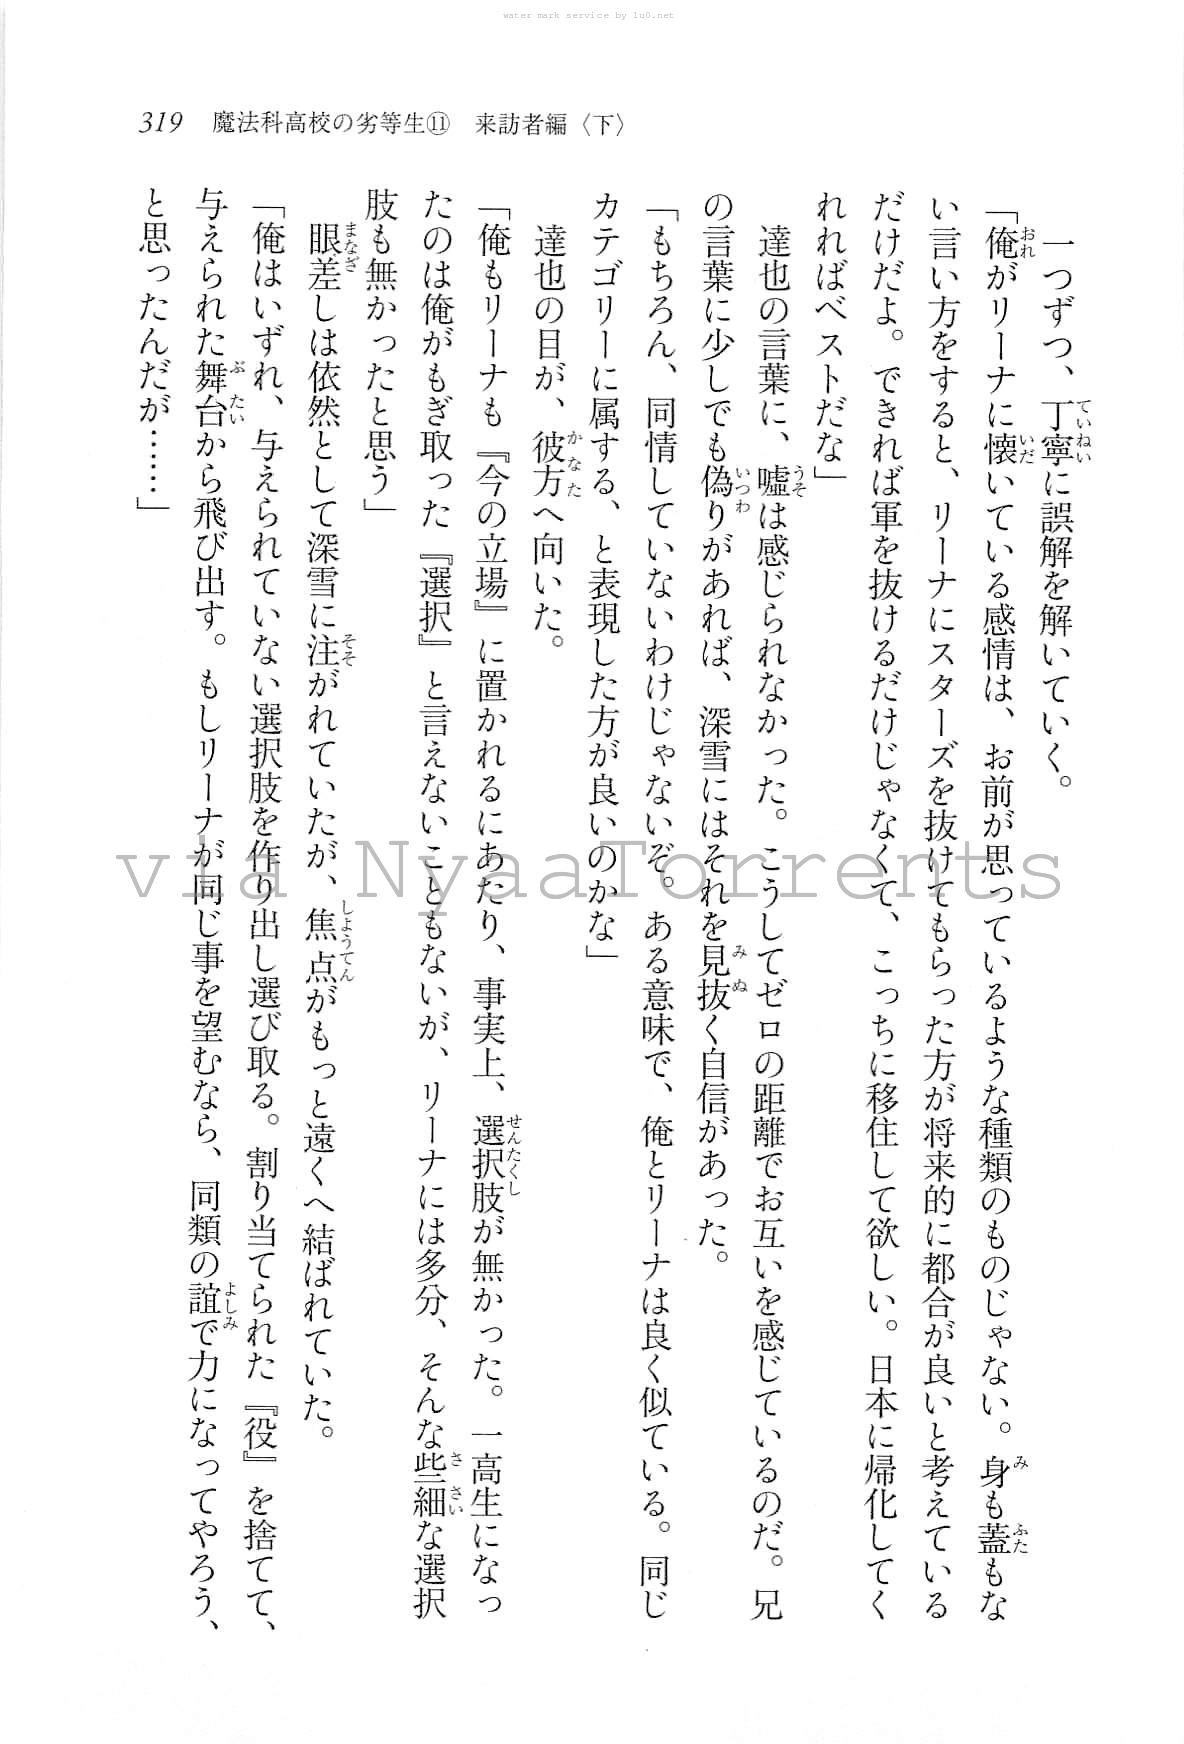 water mark service by lu0.net
319 魔法科高校の劣等生⑪ 来訪者編〈下〉
一つずつ、丁寧に誤解を解いていく。
「俺がリーナに懐いている感情は、お前が思っているような種類のものじゃない。身も蓋もな
い言い方をすると、リーナにスターズを抜けてもらった方が将来的に都合が良いと考えている
だけだよ。できれば軍を抜けるだけじゃなくて、こっちに移住して欲しい。日本に帰化してく
れればベストだな」
達也の言葉に、嘘は感じられなかった。こうしてゼロの距離でお互いを感じているのだ。兄
の言葉に少しでも偽りがあれば、深雪にはそれを見抜く自信があった。
「もちろん、同情していないわけじゃないぞ。ある意味で、俺とリーナは良く似ている。同じ
カテゴリーに属する、と表現した方が良いのかな」
達也の目が、彼方へ向いた。
「俺もリーナも『今の立場』に置かれるにあたり、事実上、選択肢が無かった。一高生になっ
たのは俺がもぎ取った『選択』と言えないこともないが、リーナには多分、そんな些細な選択
肢も無かったと思う」
眼差しは依然として深雪に注がれていたが、焦点がもっと遠くへ結ばれていた。
「俺はいずれ、与えられていない選択肢を作り出し選び取る。割り当てられた『役』を捨てて、
与えられた舞台から飛び出す。もしリーナが同じ事を望むなら、同類の誼で力になってやろう、
と思ったんだが……」
via NyaaTorrents